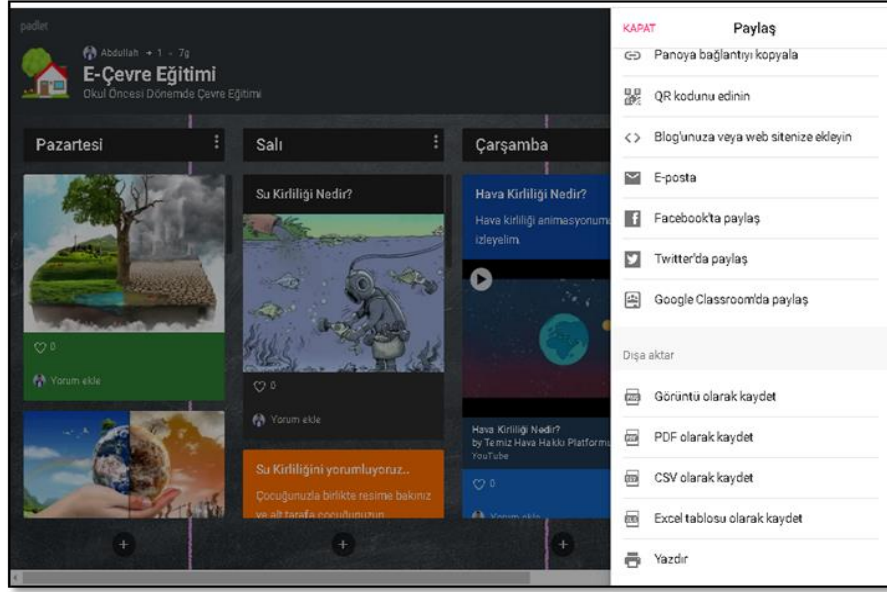 padlet
Abdullah + 1 - 7g
E-Çevre Eğitimi
Okul Öncesi Dönemde Çevre Eğitimi
Pazartesi
0
Yorum ekle
Salı
Su Kirliliği Nedir?
0
Yorum ekle
Su Kirliliğini yorumluyoruz..
Çocuğunuzla birlikte resime bakınız
ve alt tarafa çocuğunuzun
Çarşamba
Hava Kirliliği Nedir?
Hava kirliliği animasyonumu
izleyelim.
Hava Kirliliği Nedir?
by Temiz Hava Hakkı Platformu
YouTube
0
Yorum ekle
KAPAT
Paylaş
Panoya bağlantıyı kopyala
QR kodunu edinin
Blog'unuza veya web sitenize ekleyin
E-posta
Facebook'ta paylaş
Twitter'da paylaş
Google Classroom'da paylaş
Dışa aktar
Görüntü olarak kaydet
PDF olarak kaydet
CSV olarak kaydet
Excel tablosu olarak kaydet
Yazdır